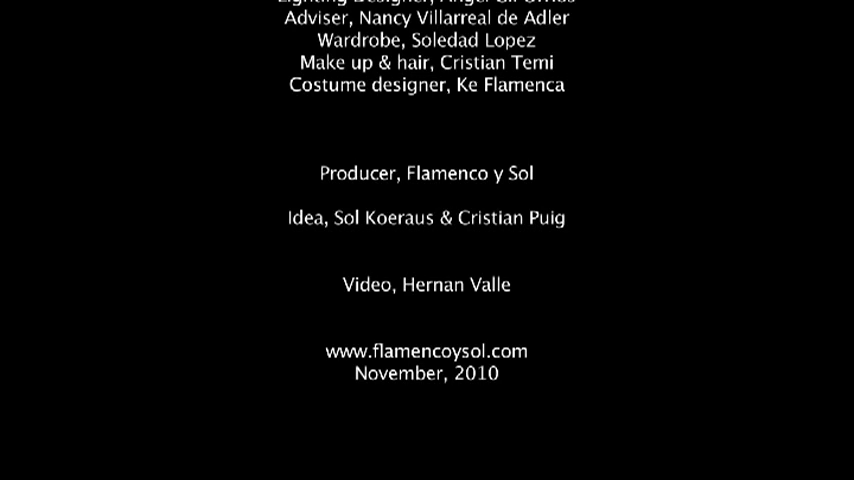 Adviser, Nancy Villarreal de Adler
Wardrobe, Soledad Lopez
Make up & hair, Cristian Temi
Costume designer, Ke Flamenca
Producer, Flamenco y Sol
Idea, Sol Koeraus & Cristian Puig
Video, Hernan Valle
www.flamencoysol.com
November, 2010